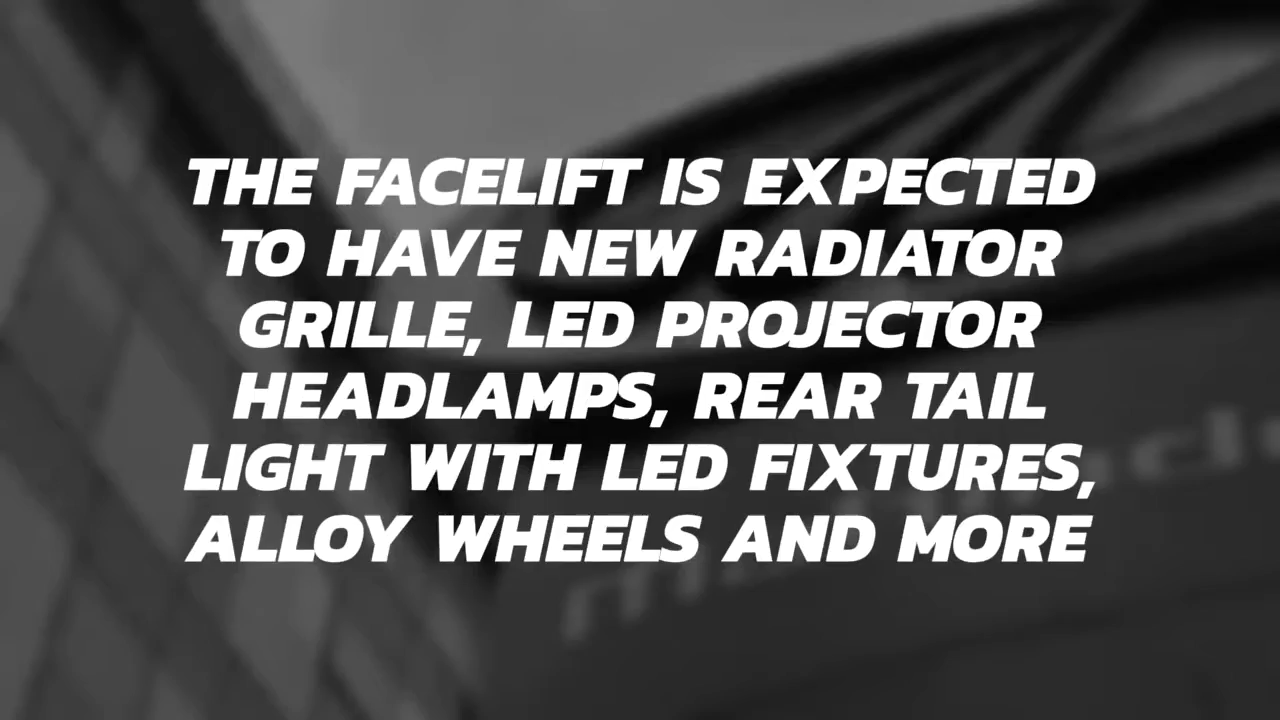 THE FACELIFT IS EXPECTED
TO HAVE NEW RADIATOR
GRILLE, LED PROJECTOR
HEADLAMPS, REAR TAIL
LIGHT WITH LED FIXTURES,
ALLOY WHEELS AND MORE